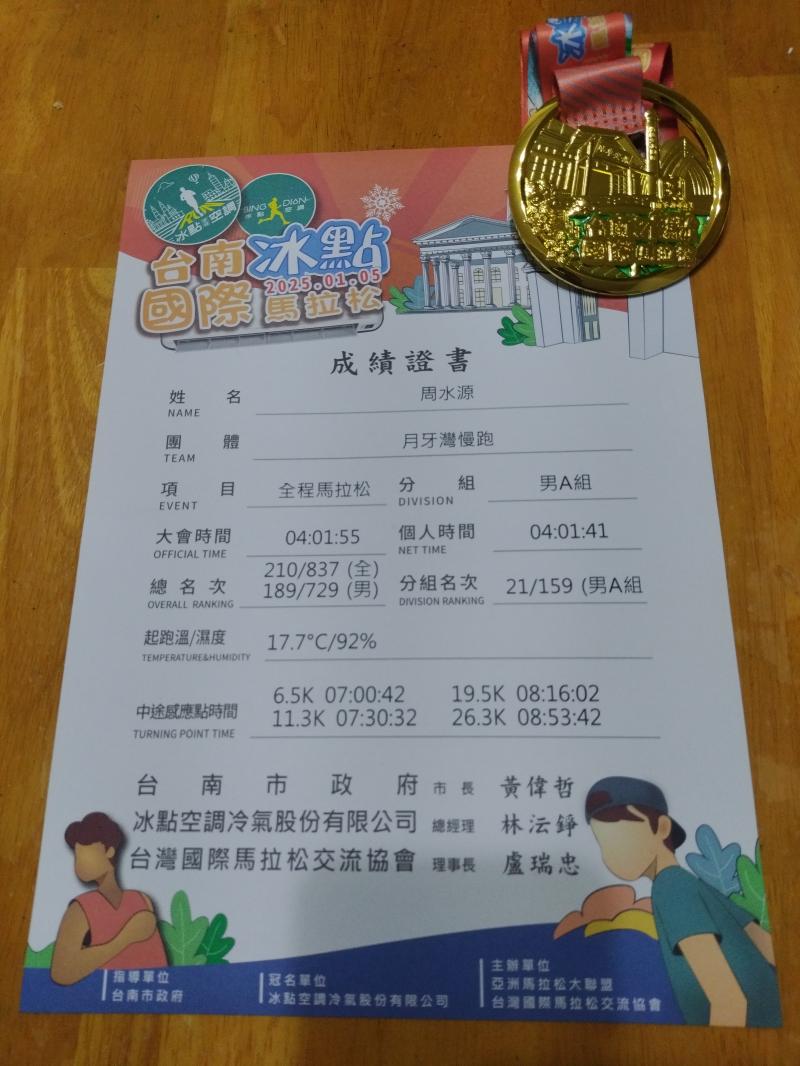 冰點空調
BING DIAN
冰點空調
台南冰點
2025.01.05
國際馬拉松
成績證書
姓名 周水源
NAME
團體 月牙灣慢跑
TEAM
項目 全程馬拉松 分組 男A組
EVENT DIVISION
大會時間 04:01:55 個人時間 04:01:41
OFFICIAL TIME NET TIME
210/837 (全)
總名次 189/729 (男) 分組名次 21/159 (男A組
OVERALL RANKING DIVISION RANKING
起跑溫/濕度 17.7°C/92%
TEMPERATURE&HUMIDITY
6.5K 07:00:42 19.5K 08:16:02
中途感應點時間 11.3K 07:30:32 26.3K 08:53:42
TURNING POINT TIME
台南市政府 市長 黃偉哲
冰點空調冷氣股份有限公司 總經理 林沄錚
台灣國際馬拉松交流協會 理事長 盧瑞忠
指導單位
台南市政府
冠名單位
冰點空調冷氣股份有限公司
主辦單位
亞洲馬拉松大聯盟
台灣國際馬拉松交流協會